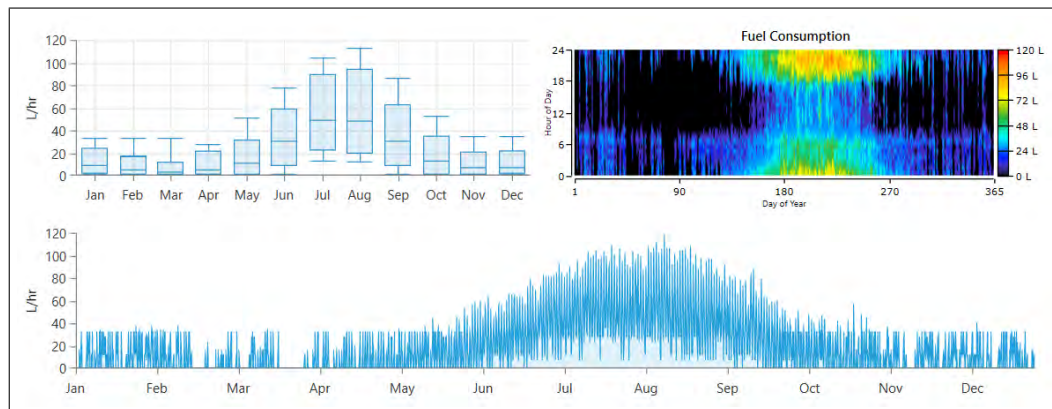 120
100
80
60
40
20
0
L/hr
Jan Feb Mar Apr May Jun Jul Aug Sep Oct Nov Dec
Fuel Consumption
24
18
12
6
0
Hour of Day
1 90 180 270 365
Day of Year
120 L
96 L
72 L
48 L
24 L
0 L
120
100
80
60
40
20
0
L/hr
Jan Feb Mar Apr May Jun Jul Aug Sep Oct Nov Dec